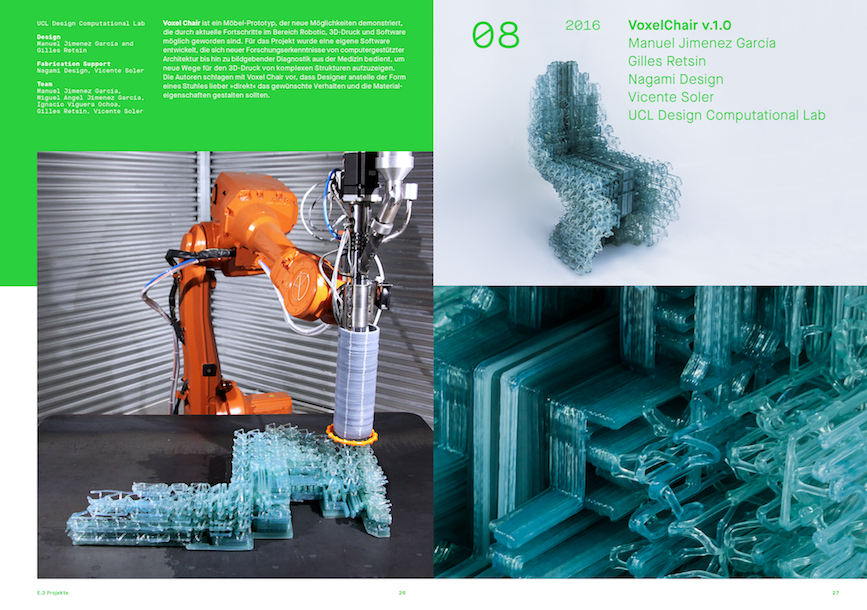 UCL Design Computational Lab
Design
Manuel Jimenez García and
Gilles Retsin
Fabrication Support
Nagami Design, Vicente Soler
Team
Manuel Jimenez García,
Miguel Angel Jimenez García,
Ignacio Viguera Ochoa,
Gilles Retsin, Vicente Soler
Voxel Chair ist ein Möbel-Prototyp, der neue Möglichkeiten demonstriert,
die durch aktuelle Fortschritte im Bereich Robotic, 3D-Druck und Software
möglich geworden sind. Für das Projekt wurde eine eigene Software
entwickelt, die sich neuer Forschungserkenntnisse von computergestützter
Architektur bis hin zu bildgebender Diagnostik aus der Medizin bedient, um
neue Wege für den 3D-Druck von komplexen Strukturen aufzuzeigen.
Die Autoren schlagen mit Voxel Chair vor, dass Designer anstelle der Form
eines Stuhles lieber »direkt« das gewünschte Verhalten und die Material-
eigenschaften gestalten sollten.
08
2016
VoxelChair v.1.0
Manuel Jimenez García
Gilles Retsin
Nagami Design
Vicente Soler
UCL Design Computational Lab
E.3 Projekte
26
27